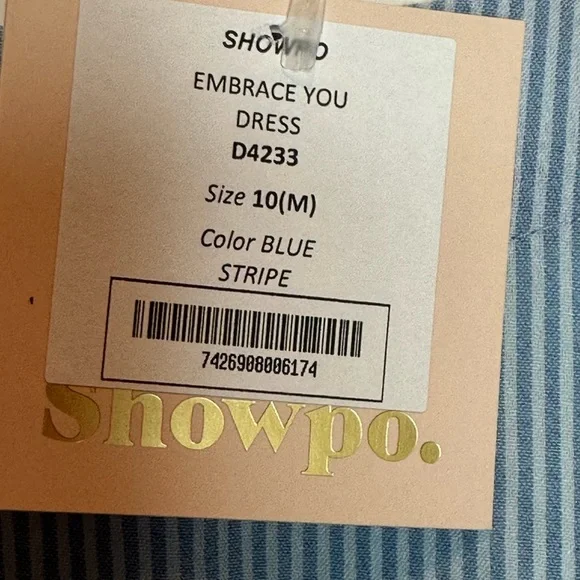 SHOWPO
EMBRACE YOU
DRESS
D4233
Size 10(M)
Color BLUE
STRIPE
7426908006174
Showpo.